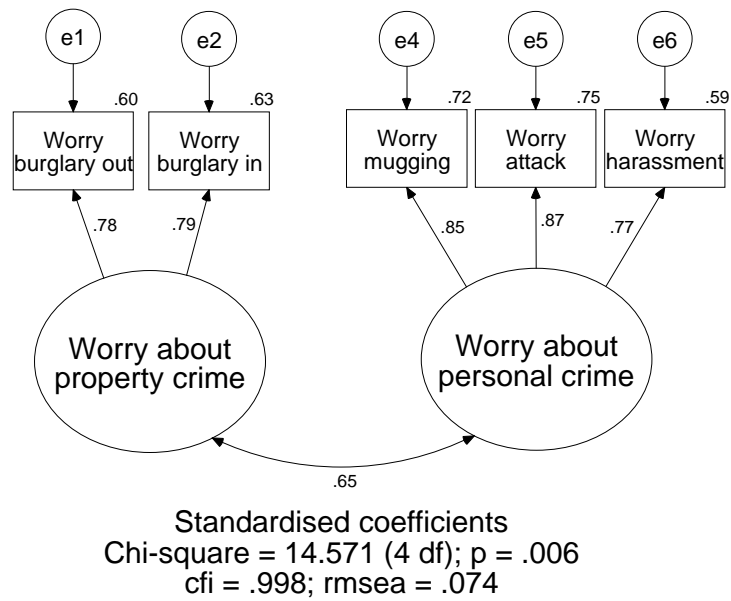 e1
e2
e4
e5
e6
.60
.63
.72
.75
.59
Worry
burglary out
Worry
burglary in
Worry
mugging
Worry
attack
Worry
harassment
.78
.79
.85
.87
.77
Worry about
property crime
Worry about
personal crime
.65
Standardised coefficients
Chi-square = 14.571 (4 df); p = .006
cfi = .998; rmsea = .074